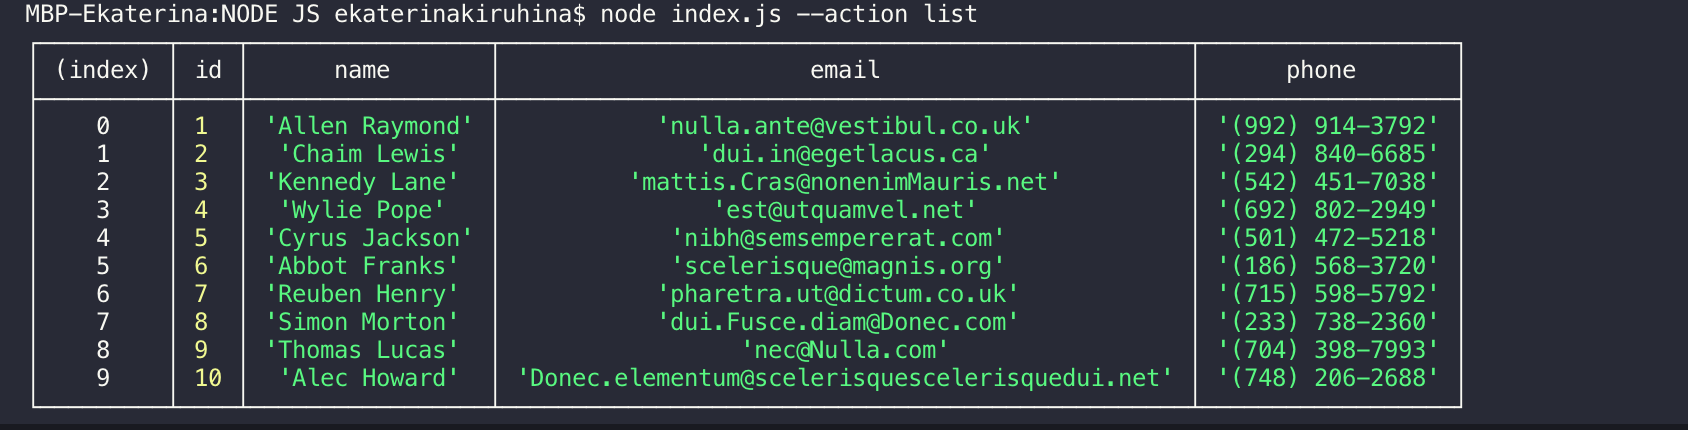 MBP-Ekaterina:NODE JS ekaterinakiruhina$ node index.js --action list
(index) id name email phone
0 1 'Allen Raymond' 'nulla.ante@vestibul.co.uk' '(992) 914-3792'
1 2 'Chaim Lewis' 'dui.in@egetlacus.ca' '(294) 840-6685'
2 3 'Kennedy Lane' 'mattis.Cras@nonenimMauris.net' '(542) 451-7038'
3 4 'Wylie Pope' 'est@utquamvel.net' '(692) 802-2949'
4 5 'Cyrus Jackson' 'nibh@semsempererat.com' '(501) 472-5218'
5 6 'Abbot Franks' 'scelerisque@magnis.org' '(186) 568-3720'
6 7 'Reuben Henry' 'pharetra.ut@dictum.co.uk' '(715) 598-5792'
7 8 'Simon Morton' 'dui.Fusce.diam@Donec.com' '(233) 738-2360'
8 9 'Thomas Lucas' 'nec@Nulla.com' '(704) 398-7993'
9 10 'Alec Howard' 'Donec.elementum@scelerisquescelerisquedui.net' '(748) 206-2688'